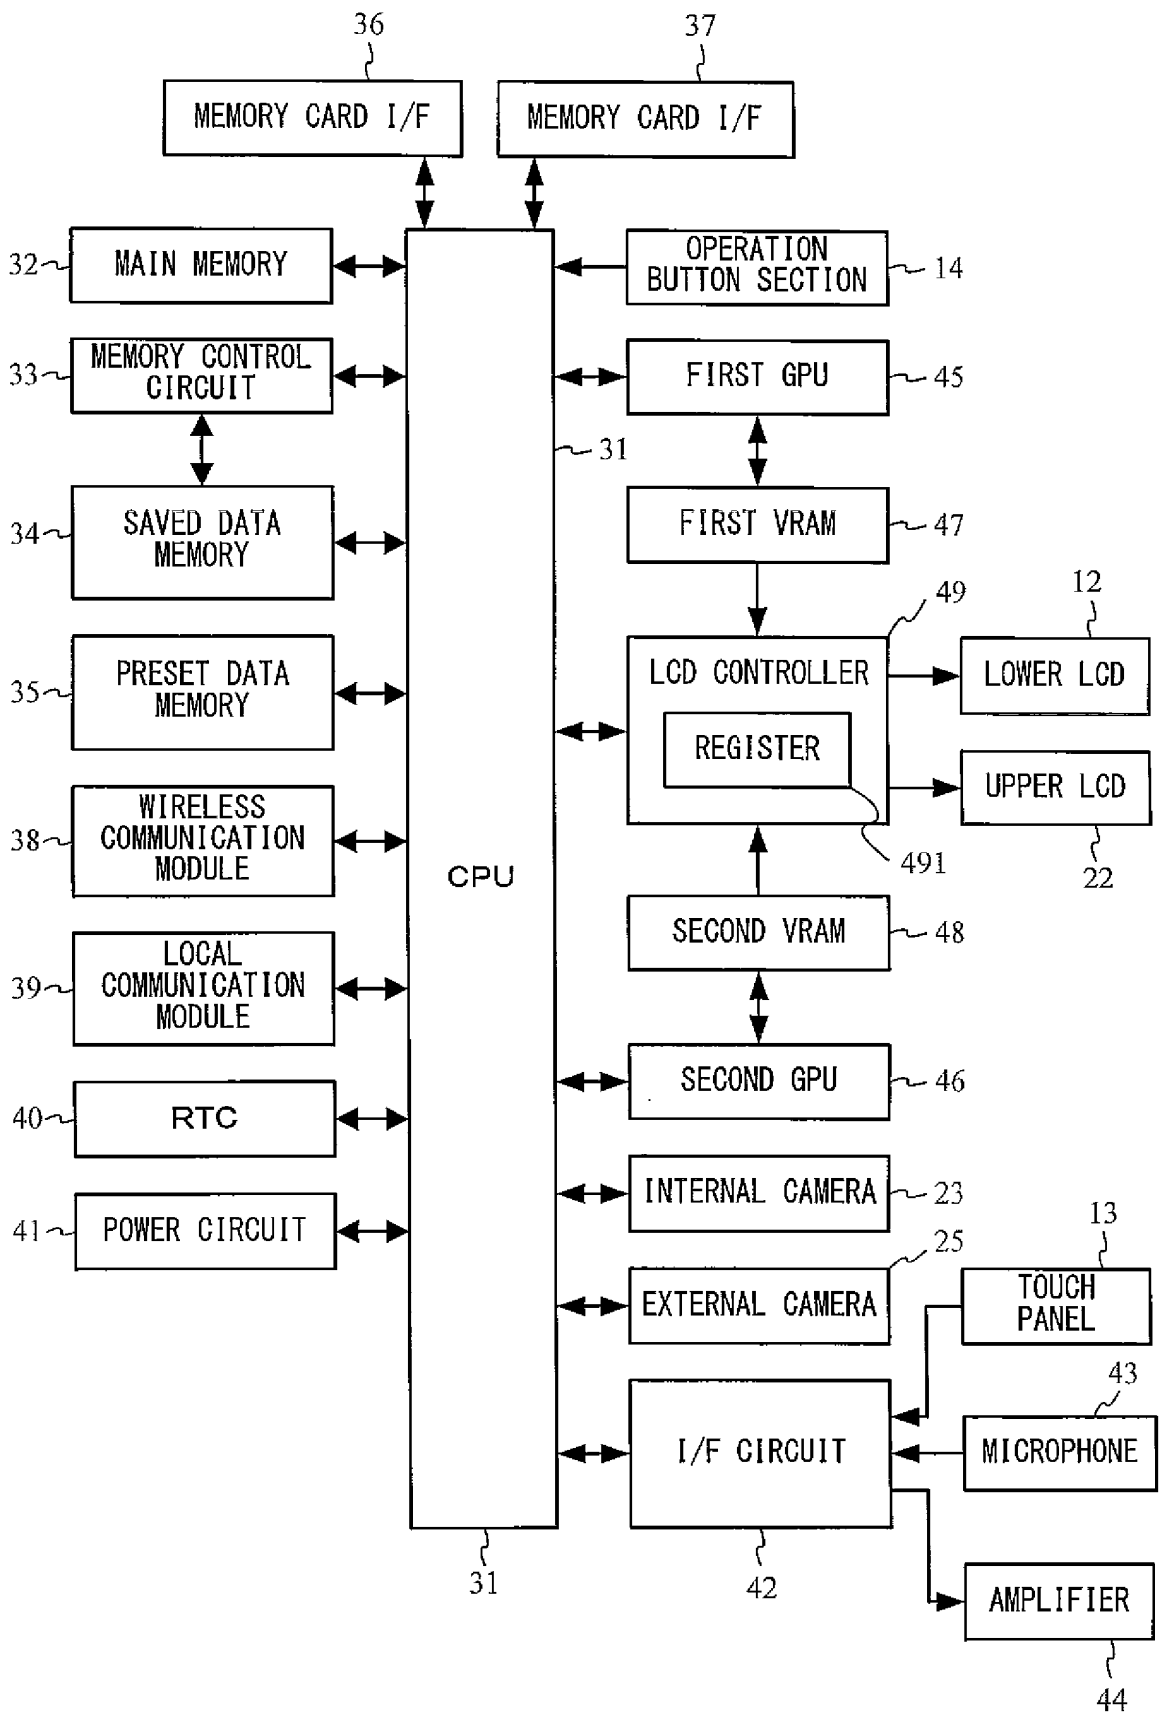 36
37
MEMORY CARD I/F
MEMORY CARD I/F
32
MAIN MEMORY
OPERATION
BUTTON SECTION
14
33
MEMORY CONTROL
CIRCUIT
FIRST GPU
45
31
34
SAVED DATA
MEMORY
FIRST VRAM
47
49
12
35
PRESET DATA
MEMORY
LCD CONTROLLER
LOWER LCD
REGISTER
UPPER LCD
491
22
38
WIRELESS
COMMUNICATION
MODULE
CPU
SECOND VRAM
48
39
LOCAL
COMMUNICATION
MODULE
SECOND GPU
46
40
RTC
INTERNAL CAMERA
23
41
POWER CIRCUIT
25
13
EXTERNAL CAMERA
TOUCH
PANEL
43
I/F CIRCUIT
MICROPHONE
31
42
AMPLIFIER
44